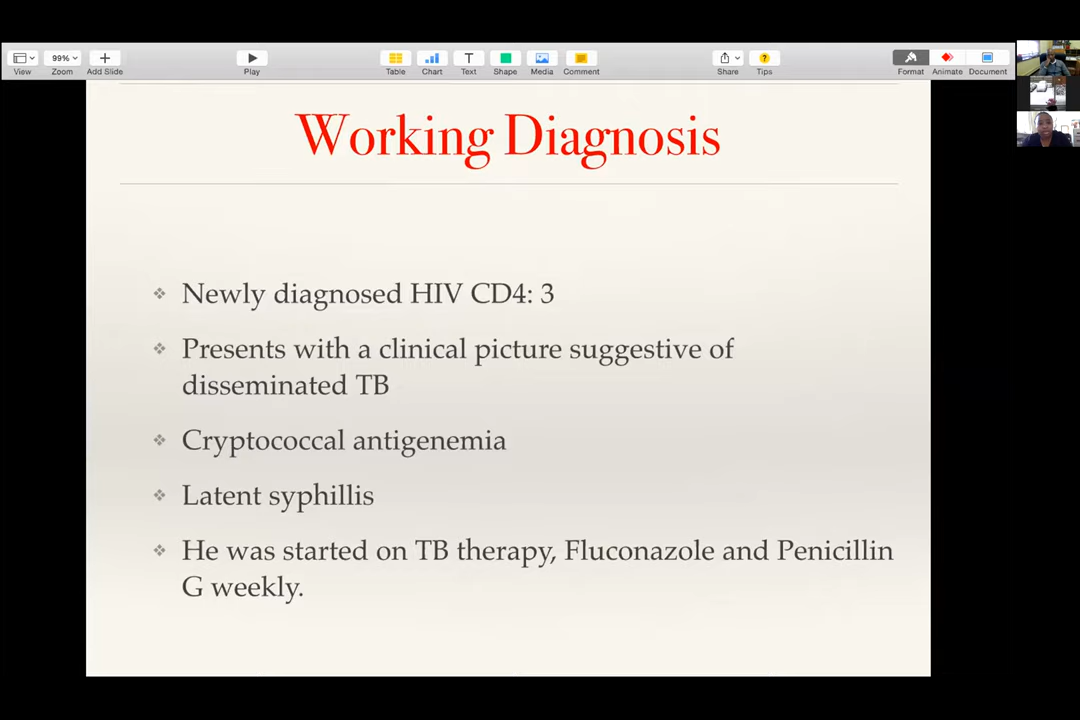 99%
View
Zoom
Add Slide
Play
Table
Chart
Text
Shape
Media
Comment
Share
Tips
Format
Animate
Document
Working Diagnosis
Newly diagnosed HIV CD4: 3
Presents with a clinical picture suggestive of
disseminated TB
Cryptococcal antigenemia
Latent syphillis
He was started on TB therapy, Fluconazole and Penicillin
G weekly.